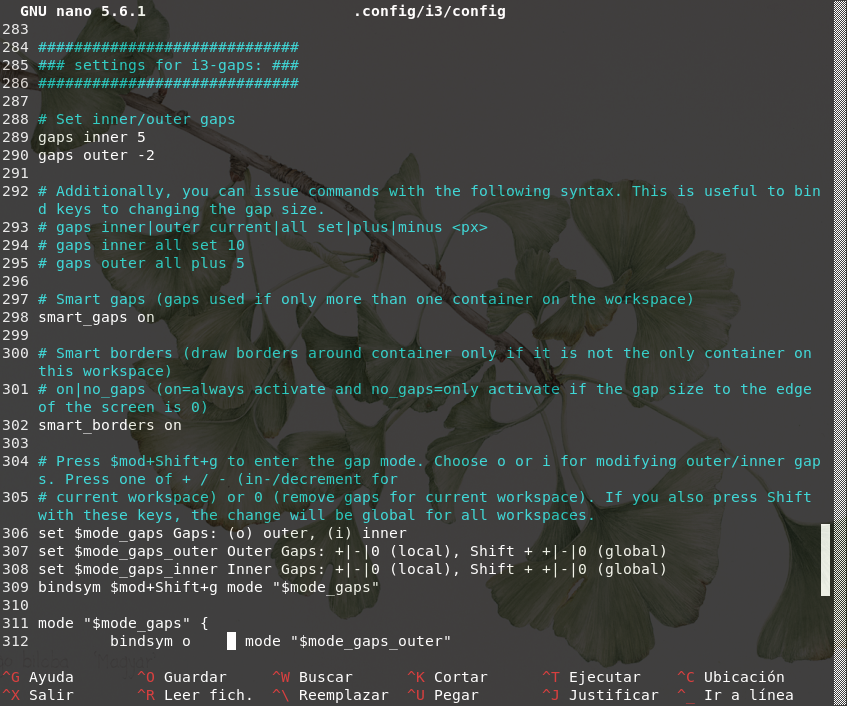 GNU nano 5.6.1 .config/i3/config
283
284 #############################
285 ### settings for i3-gaps: ###
286 #############################
287
288 # Set inner/outer gaps
289 gaps inner 5
290 gaps outer -2
291
292 # Additionally, you can issue commands with the following syntax. This is useful to bin
d keys to changing the gap size.
293 # gaps inner|outer current|all set|plus|minus <px>
294 # gaps inner all set 10
295 # gaps outer all plus 5
296
297 # Smart gaps (gaps used if only more than one container on the workspace)
298 smart_gaps on
299
300 # Smart borders (draw borders around container only if it is not the only container on
this workspace)
301 # on|no_gaps (on=always activate and no_gaps=only activate if the gap size to the edge
of the screen is 0)
302 smart_borders on
303
304 # Press $mod+Shift+g to enter the gap mode. Choose o or i for modifying outer/inner gap
s. Press one of + / - (in-/decrement for
305 # current workspace) or 0 (remove gaps for current workspace). If you also press Shift
with these keys, the change will be global for all workspaces.
306 set $mode_gaps Gaps: (o) outer, (i) inner
307 set $mode_gaps_outer Outer Gaps: +|-|0 (local), Shift + +|-|0 (global)
308 set $mode_gaps_inner Inner Gaps: +|-|0 (local), Shift + +|-|0 (global)
309 bindsym $mod+Shift+g mode "$mode_gaps"
310
311 mode "$mode_gaps" {
312 bindsym o mode "$mode_gaps_outer"
^G Ayuda ^O Guardar ^W Buscar ^K Cortar ^T Ejecutar ^C Ubicación
^X Salir ^R Leer fich. ^\ Reemplazar ^U Pegar ^J Justificar ^_ Ir a línea